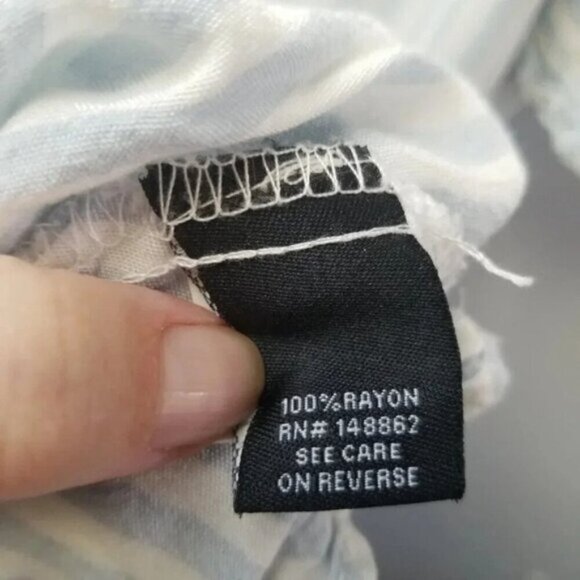 100%RAYON
RN# 148862
SEE CARE
ON REVERSE